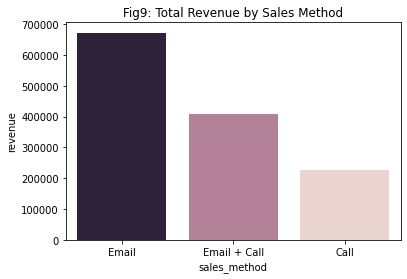 Fig9: Total Revenue by Sales Method
700000
600000
500000
400000
300000
200000
100000
0
revenue
Email
Email + Call
Call
sales_method